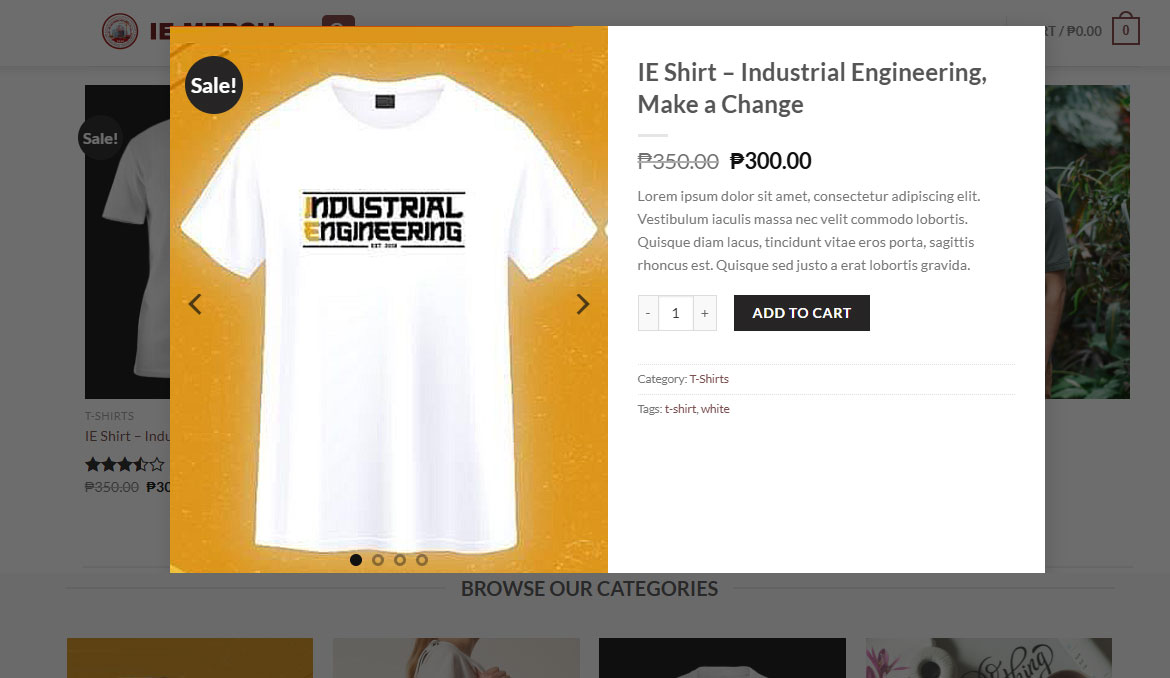 IE MERCH
RT / ₱0.00
0
Sale!
Sale!
INDUSTRIAL
ENGINEERING
EST 2019
IE Shirt – Industrial Engineering,
Make a Change
₱350.00 ₱300.00
Lorem ipsum dolor sit amet, consectetur adipiscing elit.
Vestibulum iaculis massa nec velit commodo lobortis.
Quisque diam lacus, tincidunt vitae eros porta, sagittis
rhoncus est. Quisque sed justo a erat lobortis gravida.
- 1 +
ADD TO CART
Category: T-Shirts
Tags: t-shirt, white
T-SHIRTS
IE Shirt – Indu
₱350.00 ₱30
BROWSE OUR CATEGORIES